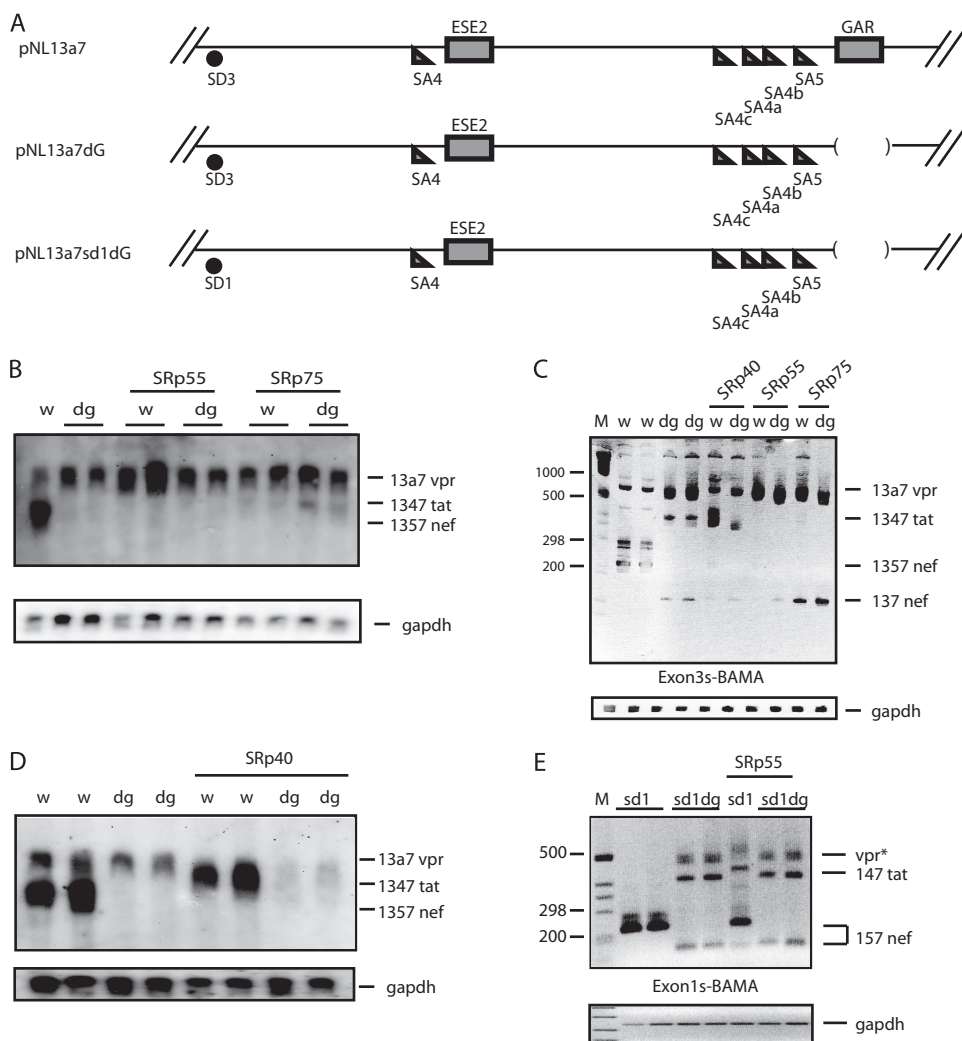 A
pNL13a7
ESE2
GAR
SD3
SA4
SA5
SA4b
SA4a
SA4c
pNL13a7dG
ESE2
( )
SD3
SA4
SA5
SA4b
SA4a
SA4c
pNL13a7sd1dG
ESE2
( )
SD1
SA4
SA5
SA4b
SA4a
SA4c
B
SRp55 SRp75
w dg w dg w dg
13a7 vpr
1347 tat
1357 nef
gapdh
C
SRp40 SRp55 SRp75
M w w dg dg w dg w dg w dg
1000
500
298
200
13a7 vpr
1347 tat
1357 nef
137 nef
Exon3s-BAMA
gapdh
D
SRp40
w w dg dg w w dg dg
13a7 vpr
1347 tat
1357 nef
gapdh
E
SRp55
M sd1 sd1dg sd1 sd1dg
500
298
200
vpr*
147 tat
157 nef
Exon1s-BAMA
gapdh